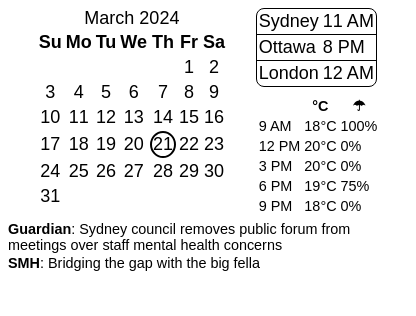 March 2024
Su Mo Tu We Th Fr Sa
1 2
3 4 5 6 7 8 9
10 11 12 13 14 15 16
17 18 19 20 21 22 23
24 25 26 27 28 29 30
31
Sydney 11 AM
Ottawa 8 PM
London 12 AM
°C ☂
9 AM 18°C 100%
12 PM 20°C 0%
3 PM 20°C 0%
6 PM 19°C 75%
9 PM 18°C 0%
Guardian: Sydney council removes public forum from
meetings over staff mental health concerns
SMH: Bridging the gap with the big fella